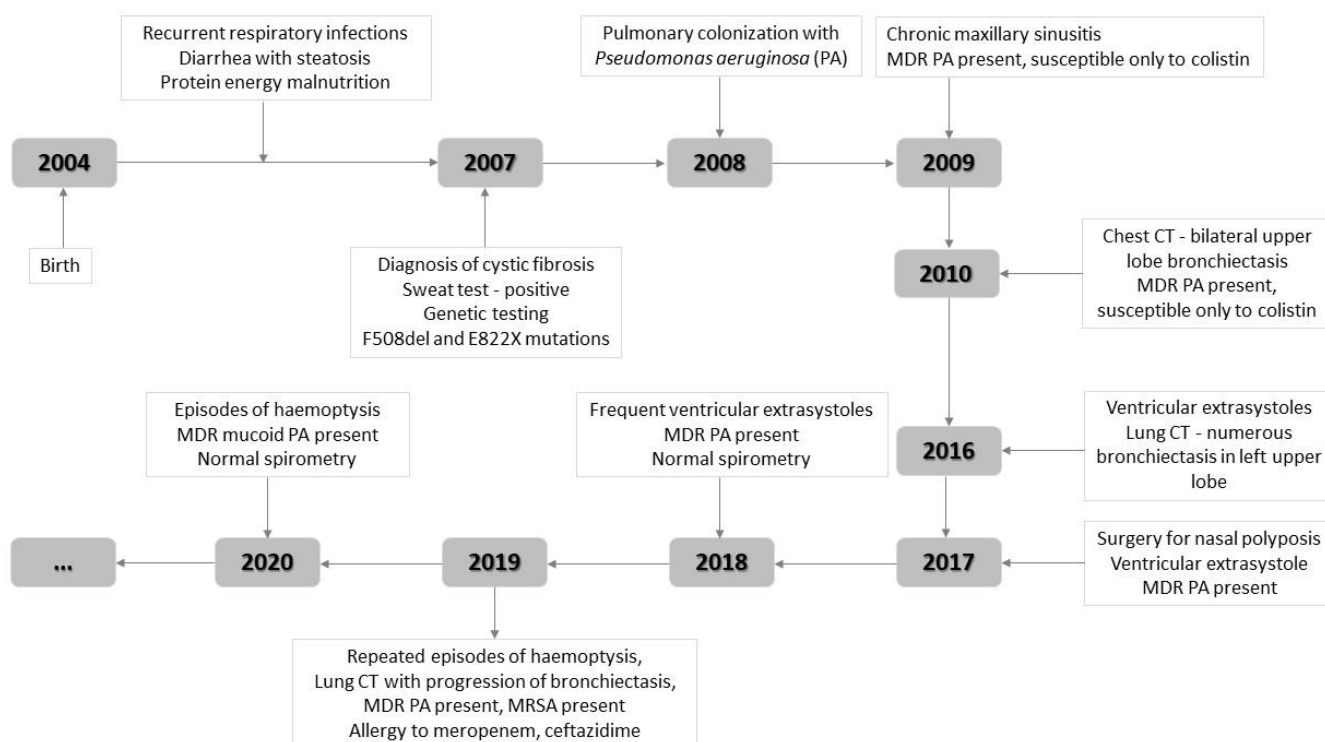 Recurrent respiratory infections
Diarrhea with steatosis
Protein energy malnutrition
Pulmonary colonization with
Pseudomonas aeruginosa (PA)
Chronic maxillary sinusitis
MDR PA present, susceptible only to colistin
2004
2007
2008
2009
Birth
Diagnosis of cystic fibrosis
Sweat test - positive
Genetic testing
F508del and E822X mutations
2010
Chest CT - bilateral upper
lobe bronchiectasis
MDR PA present,
susceptible only to colistin
Episodes of haemoptysis
MDR mucoid PA present
Normal spirometry
Frequent ventricular extrasystoles
MDR PA present
Normal spirometry
2016
Ventricular extrasystoles
Lung CT - numerous
bronchiectasis in left upper
lobe
...
2020
2019
2018
2017
Surgery for nasal polyposis
Ventricular extrasystole
MDR PA present
Repeated episodes of haemoptysis,
Lung CT with progression of bronchiectasis,
MDR PA present, MRSA present
Allergy to meropenem, ceftazidime